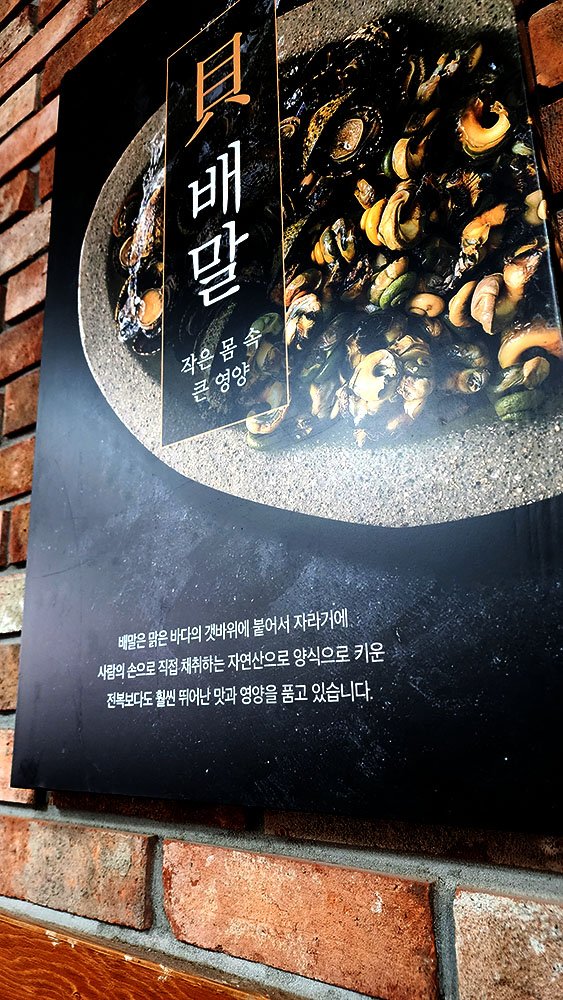 貝
배말
작은 몸 속
큰 영양
배말은 맑은 바다의 갯바위에 붙어서 자라거에
사람의 손으로 직접 채취하는 자연산으로 양식으로 키운
전복보다도 훨씬 뛰어난 맛과 영양을 품고 있습니다.